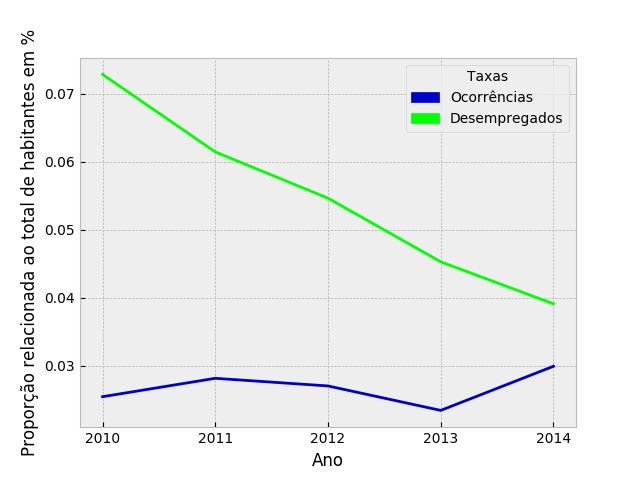 Proporção relacionada ao total de habitantes em %
Taxas
Ocorrências
Desempregados
0.07
0.06
0.05
0.04
0.03
2010 2011 2012 2013 2014
Ano